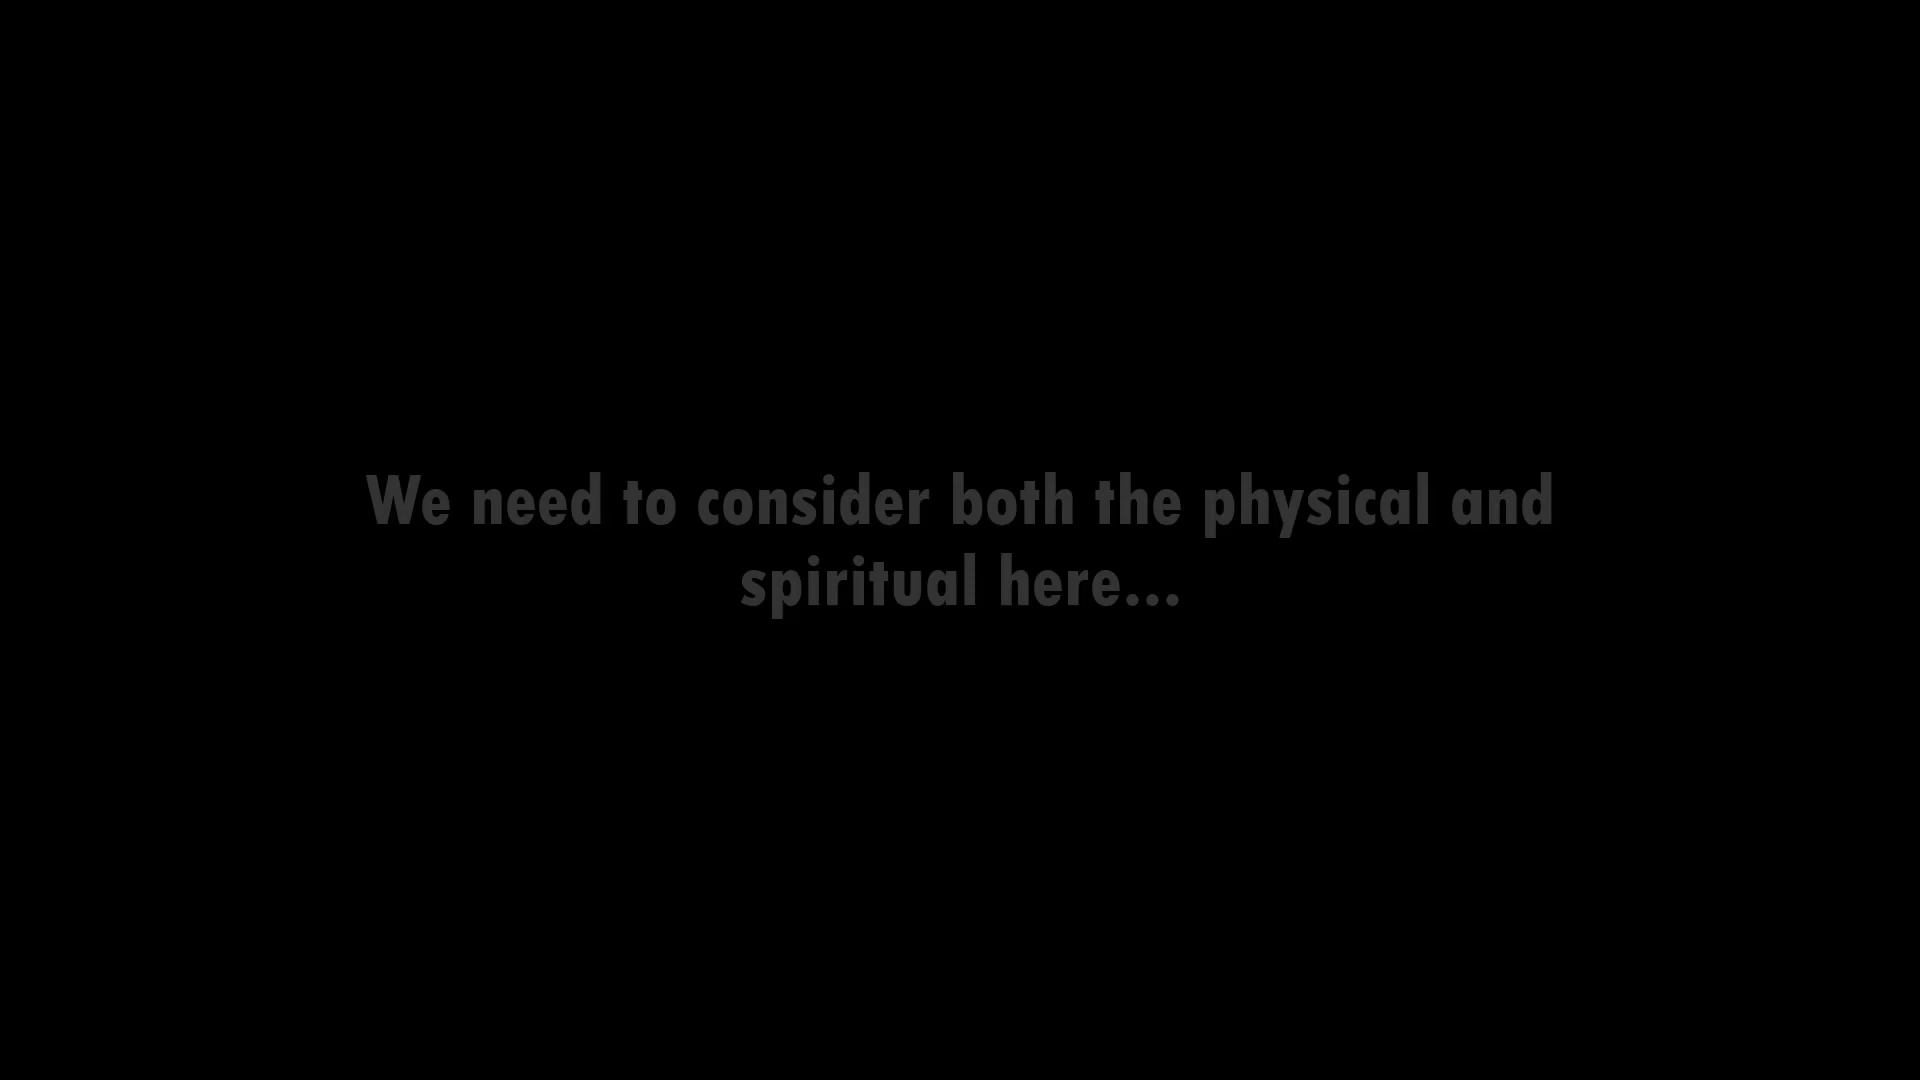 We need to consider both the physical and
spiritual here...